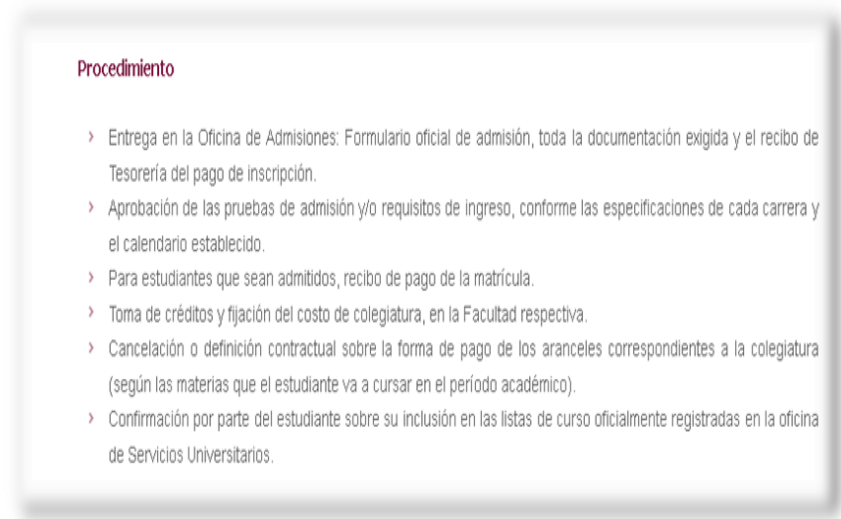 Procedimiento
› Entrega en la Oficina de Admisiones: Formulario oficial de admisión, toda la documentación exigida y el recibo de
Tesorería del pago de inscripción.
› Aprobación de las pruebas de admisión y/o requisitos de ingreso, conforme las especificaciones de cada carrera y
el calendario establecido.
› Para estudiantes que sean admitidos, recibo de pago de la matrícula.
› Toma de créditos y fijación del costo de colegiatura, en la Facultad respectiva.
› Cancelación o definición contractual sobre la forma de pago de los aranceles correspondientes a la colegiatura
(según las materias que el estudiante va a cursar en el período académico).
› Confirmación por parte del estudiante sobre su inclusión en las listas de curso oficialmente registradas en la oficina
de Servicios Universitarios.